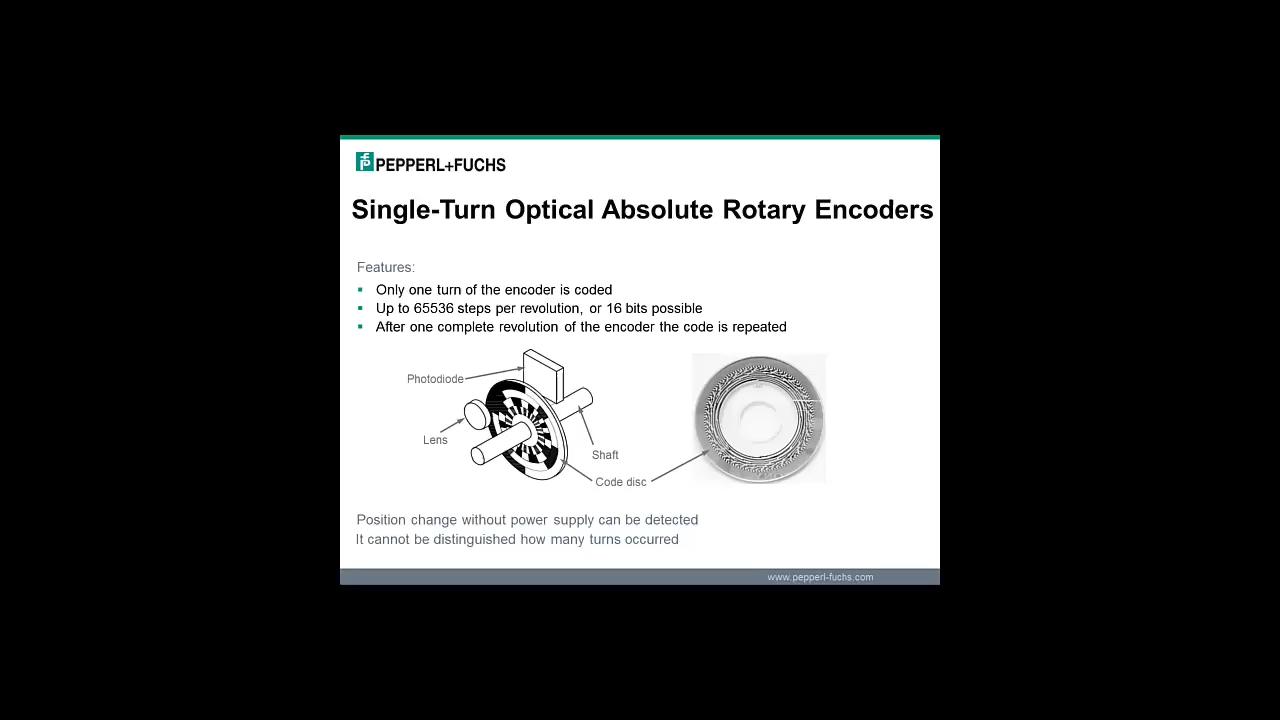 PEPPERL+FUCHS
Single-Turn Optical Absolute Rotary Encoders
Features:
Only one turn of the encoder is coded
Up to 65536 steps per revolution, or 16 bits possible
After one complete revolution of the encoder the code is repeated
Photodiode
Lens
Shaft
Code disc
Position change without power supply can be detected
It cannot be distinguished how many turns occurred
www.pepperl-fuchs.com